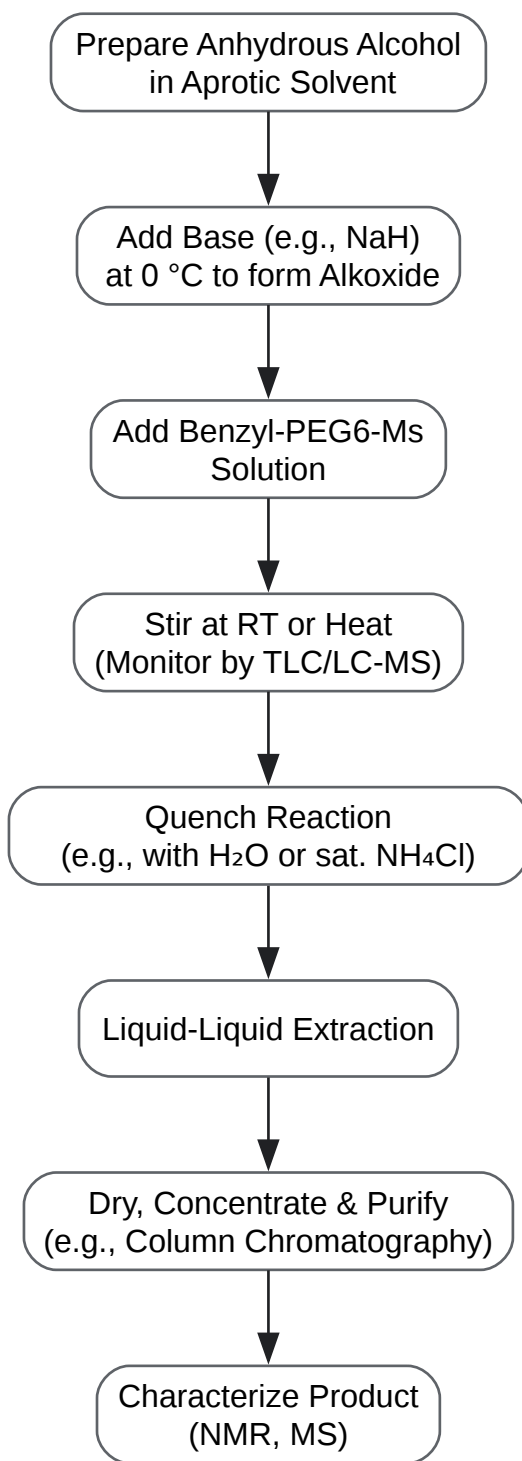 Prepare Anhydrous Alcohol
in Aprotic Solvent
Add Base (e.g., NaH)
at 0 °C to form Alkoxide
Add Benzyl-PEG6-Ms
Solution
Stir at RT or Heat
(Monitor by TLC/LC-MS)
Quench Reaction
(e.g., with H₂O or sat. NH₄Cl)
Liquid-Liquid Extraction
Dry, Concentrate & Purify
(e.g., Column Chromatography)
Characterize Product
(NMR, MS)